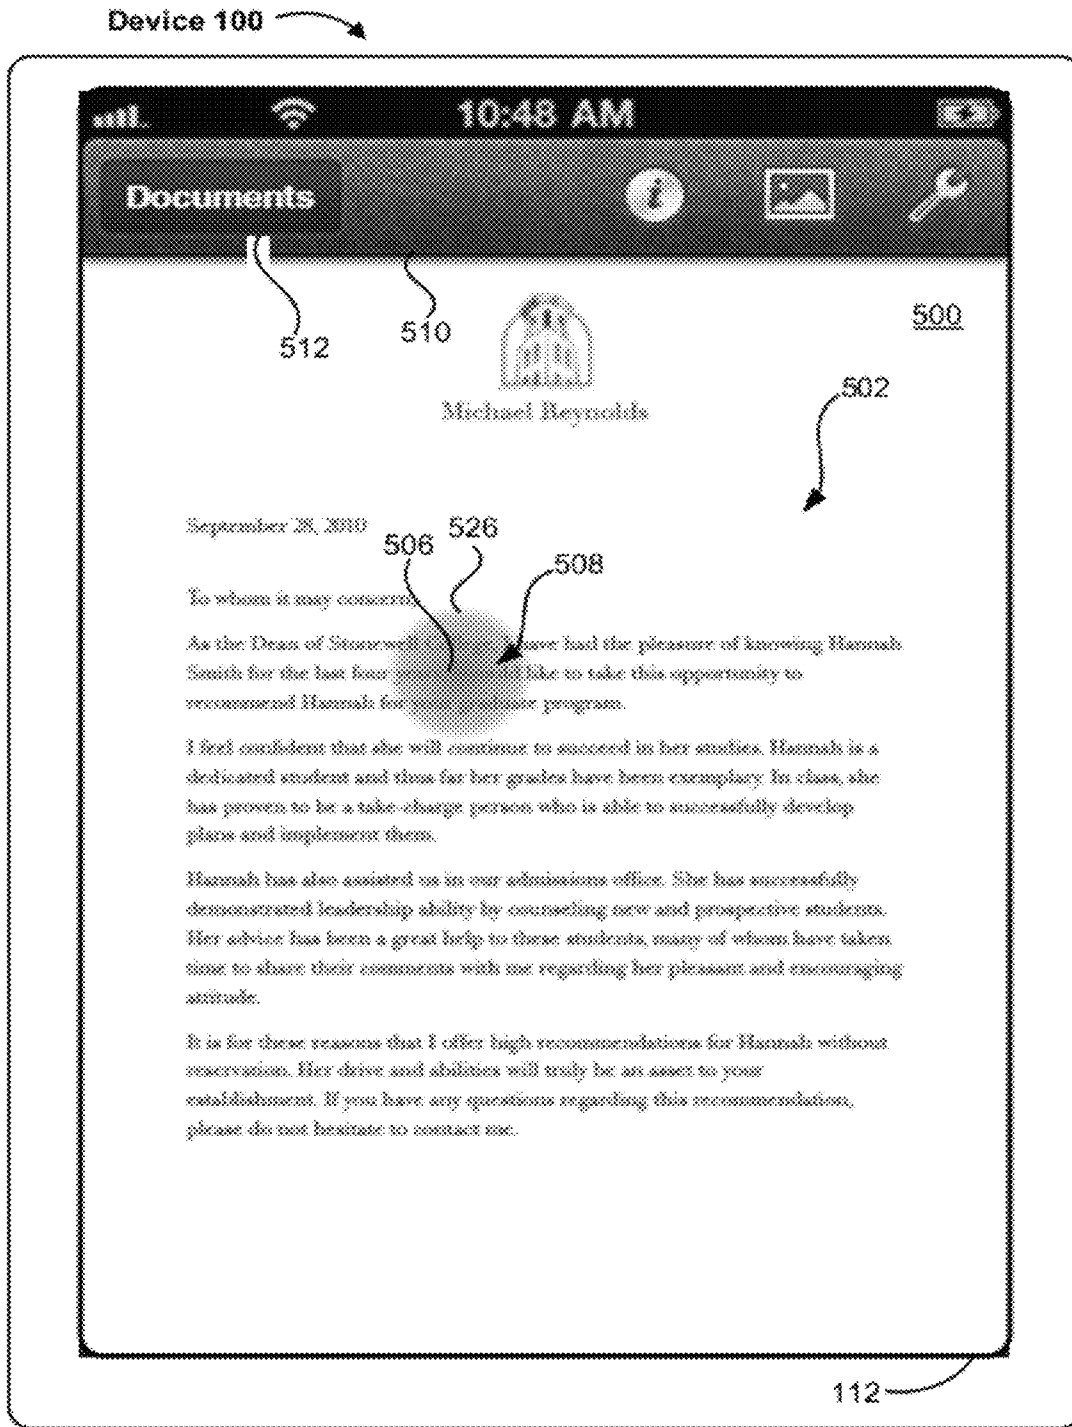 Device 100
10:48 AM
Documents
i
512
510
500
Michael Reynolds
502
September 28, 2010
506
526
508
To whom it may concern
As the Dean of Stonewall have had the pleasure of knowing Hannah
Smith for the last four like to take this opportunity to
recommend Hannah for program.
I feel confident that she will continue to succeed in her studies. Hannah is a
dedicated student and thus far her grades have been exemplary. In class, she
has proven to be a take-charge person who is able to successfully develop
plans and implement them.
Hannah has also assisted us in our admissions office. She has successfully
demonstrated leadership ability by counseling new and prospective students.
Her advice has been a great help to these students, many of whom have taken
time to share their comments with me regarding her pleasant and encouraging
attitude.
It is for these reasons that I offer high recommendations for Hannah without
reservation. Her drive and abilities will truly be an asset to your
establishment. If you have any questions regarding this recommendation,
please do not hesitate to contact me.
112